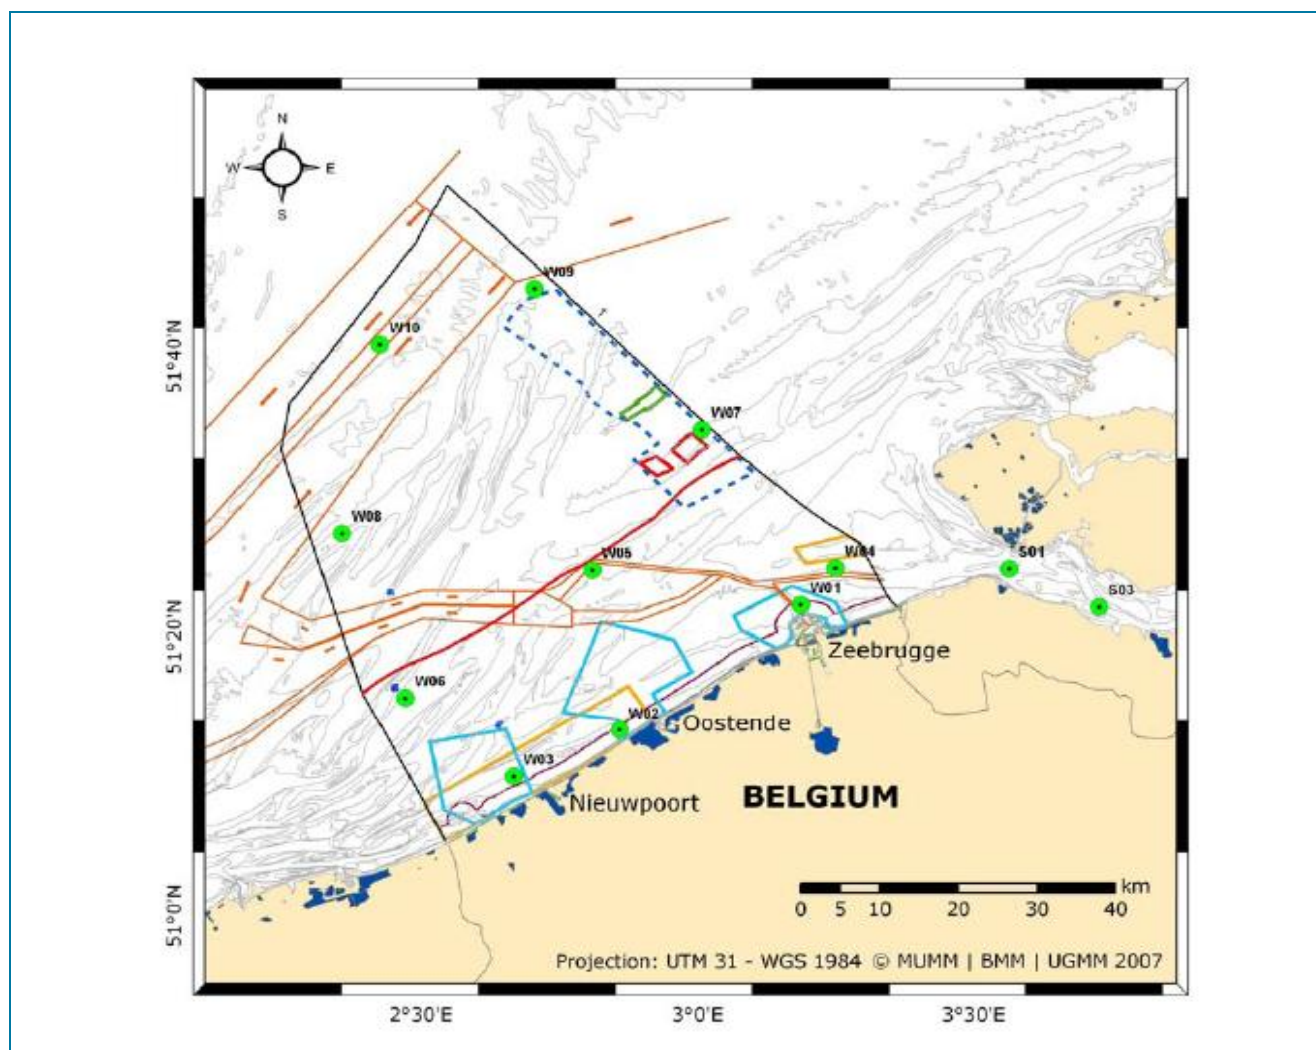 N
W E
S
W09
W10
W07
W08
W05
W04
S01
W01
S03
Zeebrugge
W06
W02
Oostende
W03
Nieuwpoort
BELGIUM
km
0 5 10 20 30 40
Projection: UTM 31 - WGS 1984 © MUMM | BMM | UGMM 2007
51°40'N
51°20'N
51°0'N
2°30'E 3°0'E 3°30'E